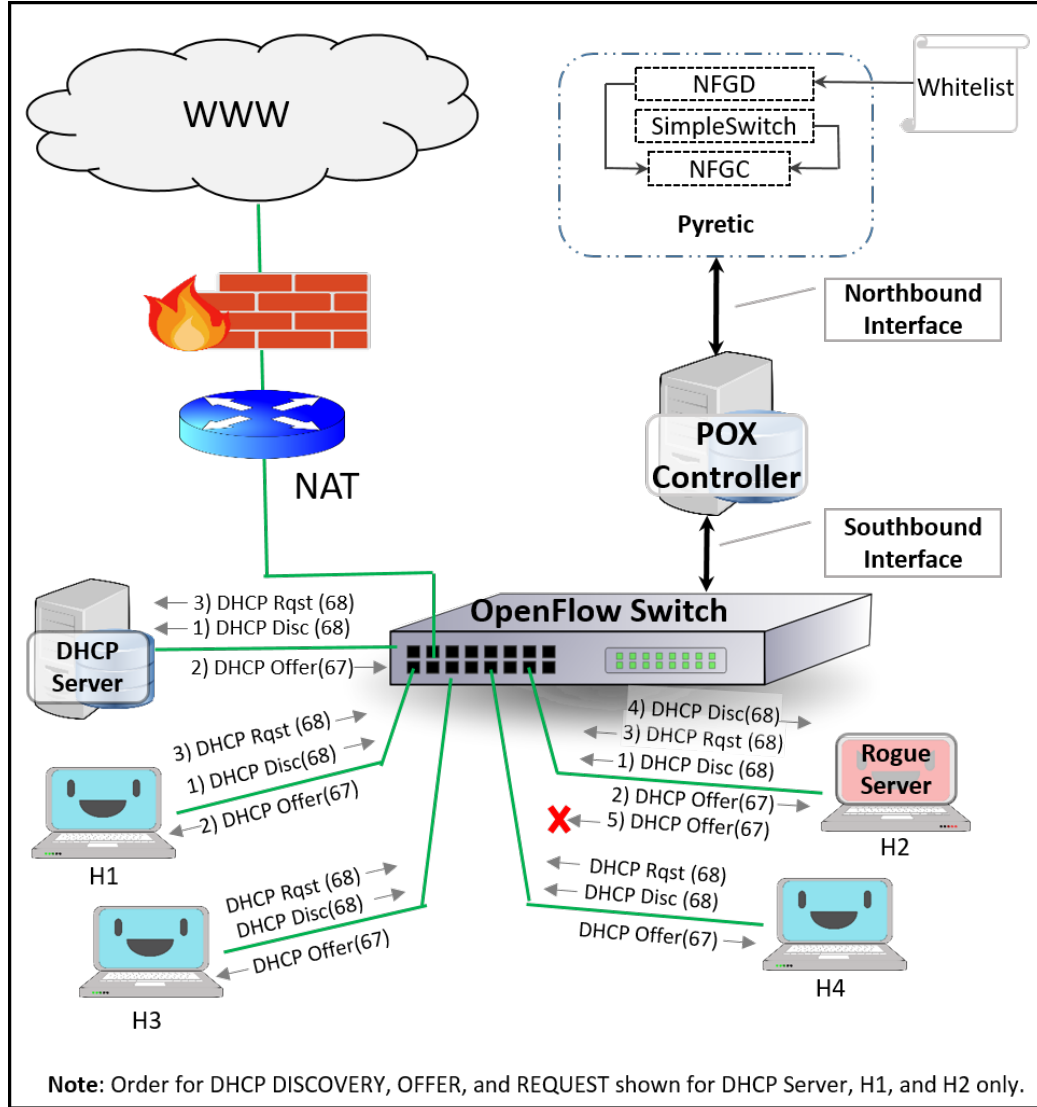 WWW
NFGD
Whitelist
SimpleSwitch
NFGC
Pyretic
Northbound
Interface
POX
Controller
NAT
Southbound
Interface
3) DHCP Rqst (68)
1) DHCP Disc (68)
OpenFlow Switch
DHCP
Server
2) DHCP Offer(67)
3) DHCP Rqst (68)
1) DHCP Disc(68)
2) DHCP Offer(67)
H1
4) DHCP Disc(68)
3) DHCP Rqst (68)
1) DHCP Disc (68)
2) DHCP Offer(67)
5) DHCP Offer(67)
Rogue
Server
H2
DHCP Rqst (68)
DHCP Disc(68)
DHCP Offer(67)
H3
DHCP Rqst (68)
DHCP Disc (68)
DHCP Offer(67)
H4
Note: Order for DHCP DISCOVERY, OFFER, and REQUEST shown for DHCP Server, H1, and H2 only.